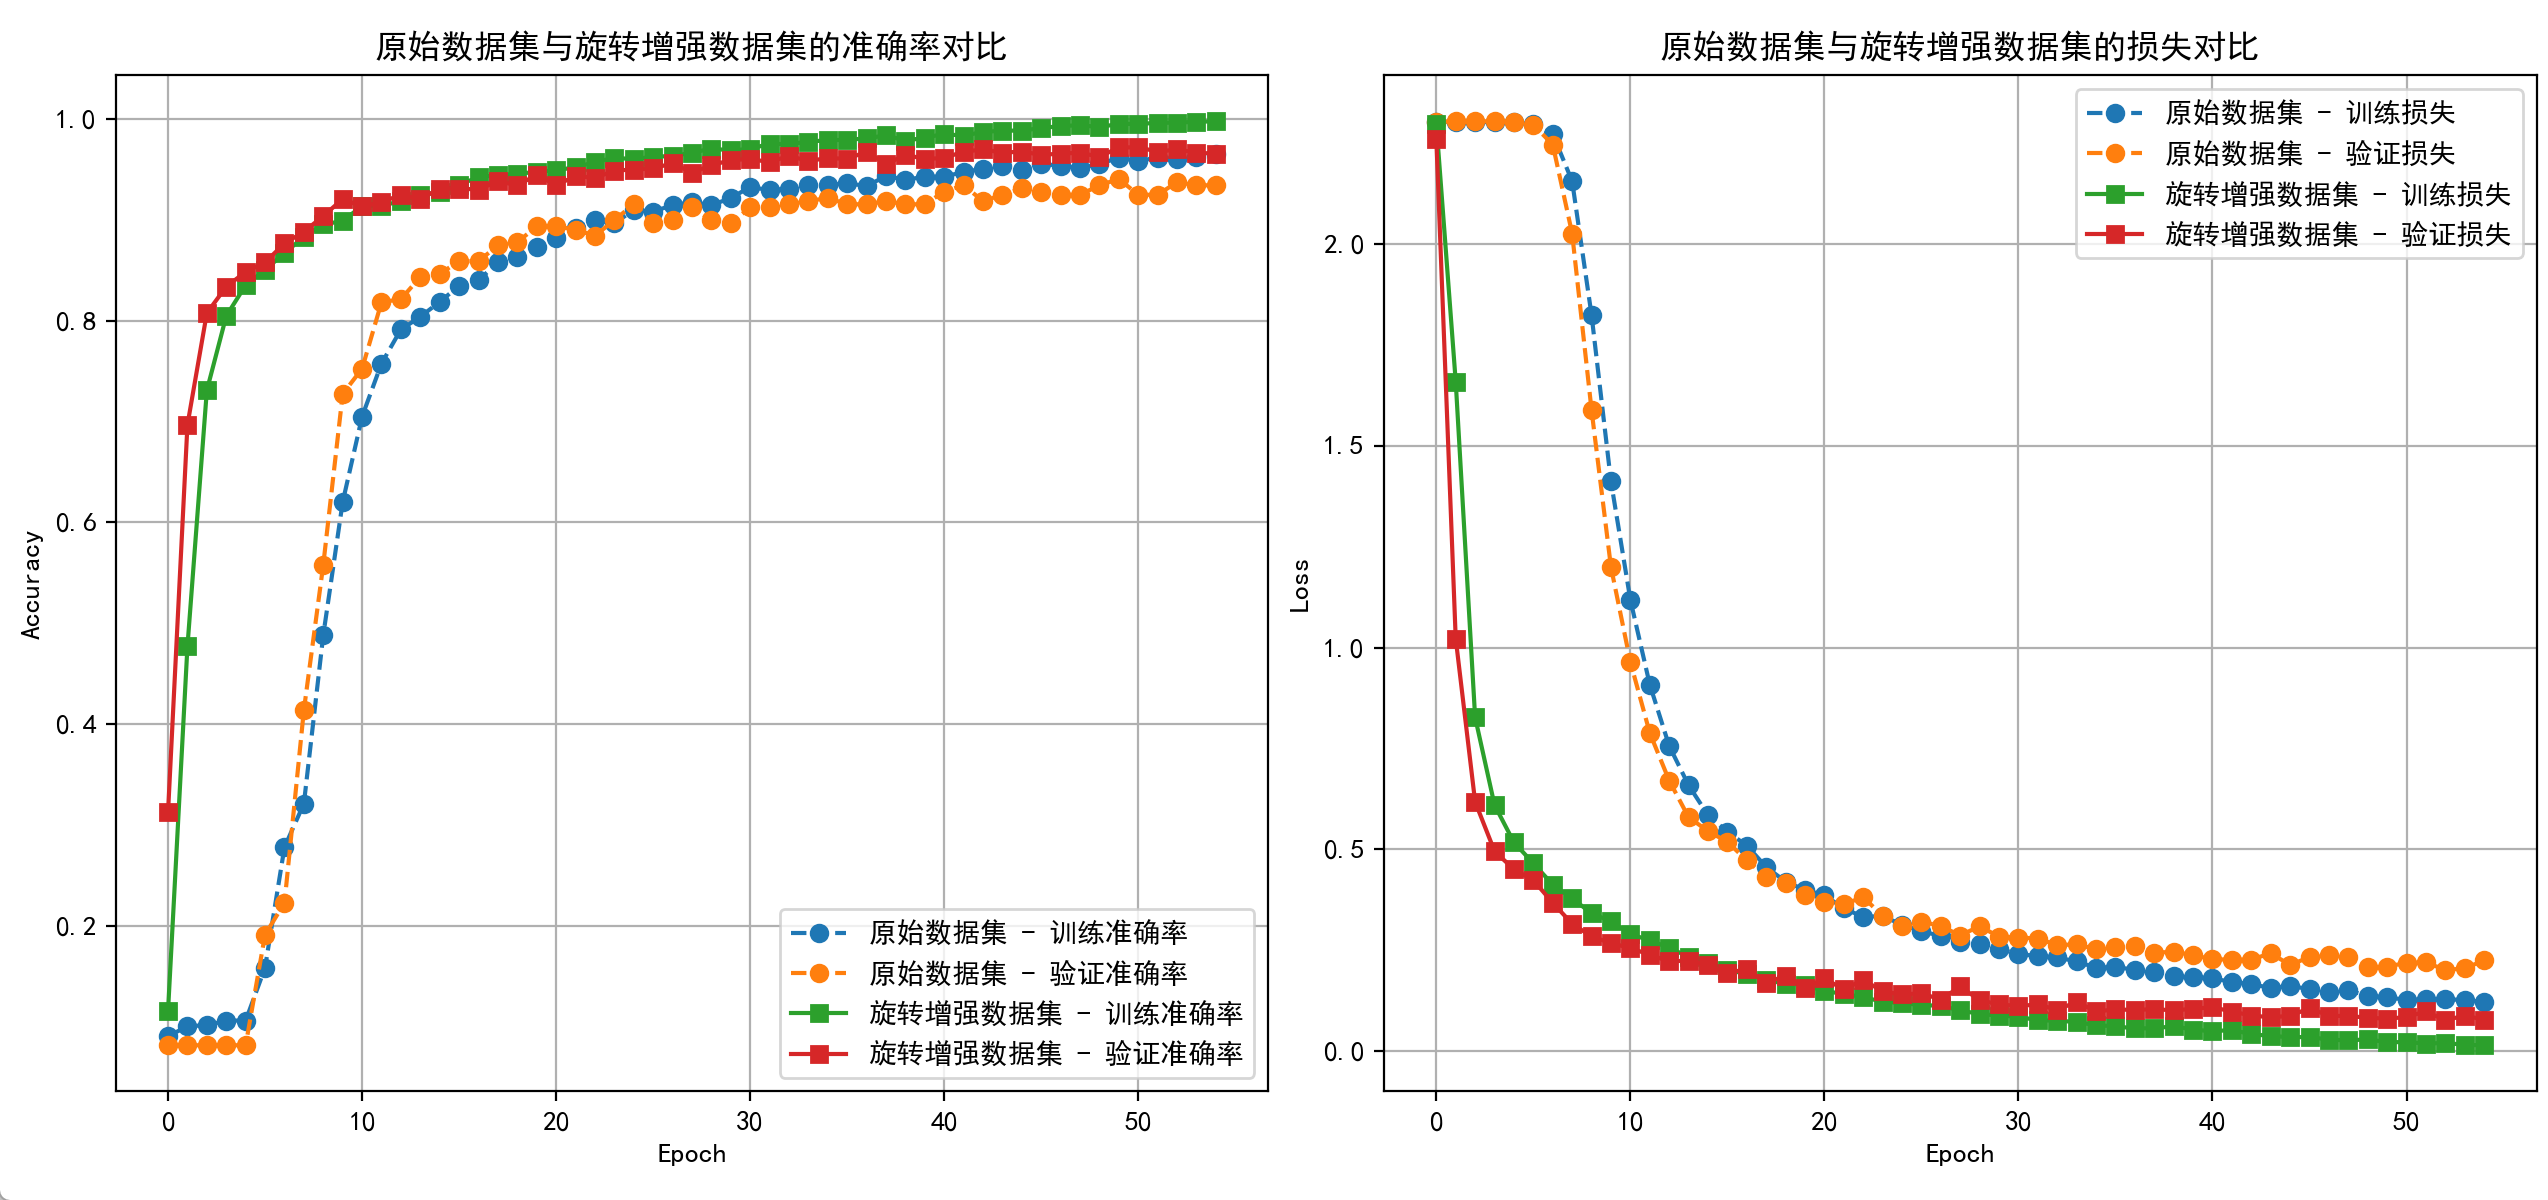 原始数据集与旋转增强数据集的准确率对比
1.0
0.8
0.6
0.4
0.2
Accuracy
0 10 20 30 40 50
Epoch
原始数据集 - 训练准确率
原始数据集 - 验证准确率
旋转增强数据集 - 训练准确率
旋转增强数据集 - 验证准确率
原始数据集与旋转增强数据集的损失对比
2.0
1.5
1.0
0.5
0.0
Loss
0 10 20 30 40 50
Epoch
原始数据集 - 训练损失
原始数据集 - 验证损失
旋转增强数据集 - 训练损失
旋转增强数据集 - 验证损失